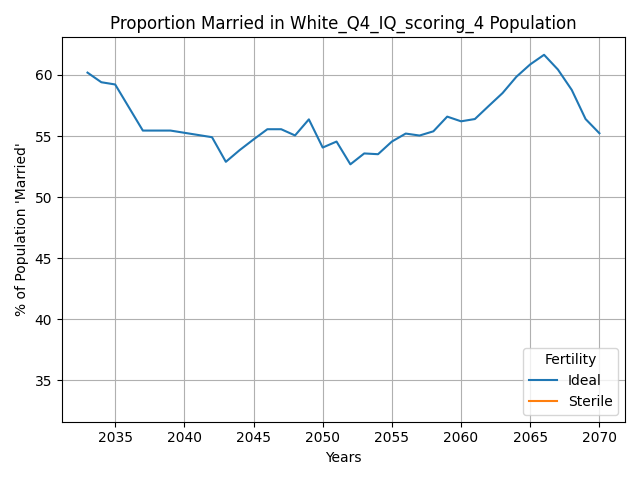 Proportion Married in White_Q4_IQ_scoring_4 Population
% of Population 'Married'
60
55
50
45
40
35
Fertility
Ideal
Sterile
2035 2040 2045 2050 2055 2060 2065 2070
Years